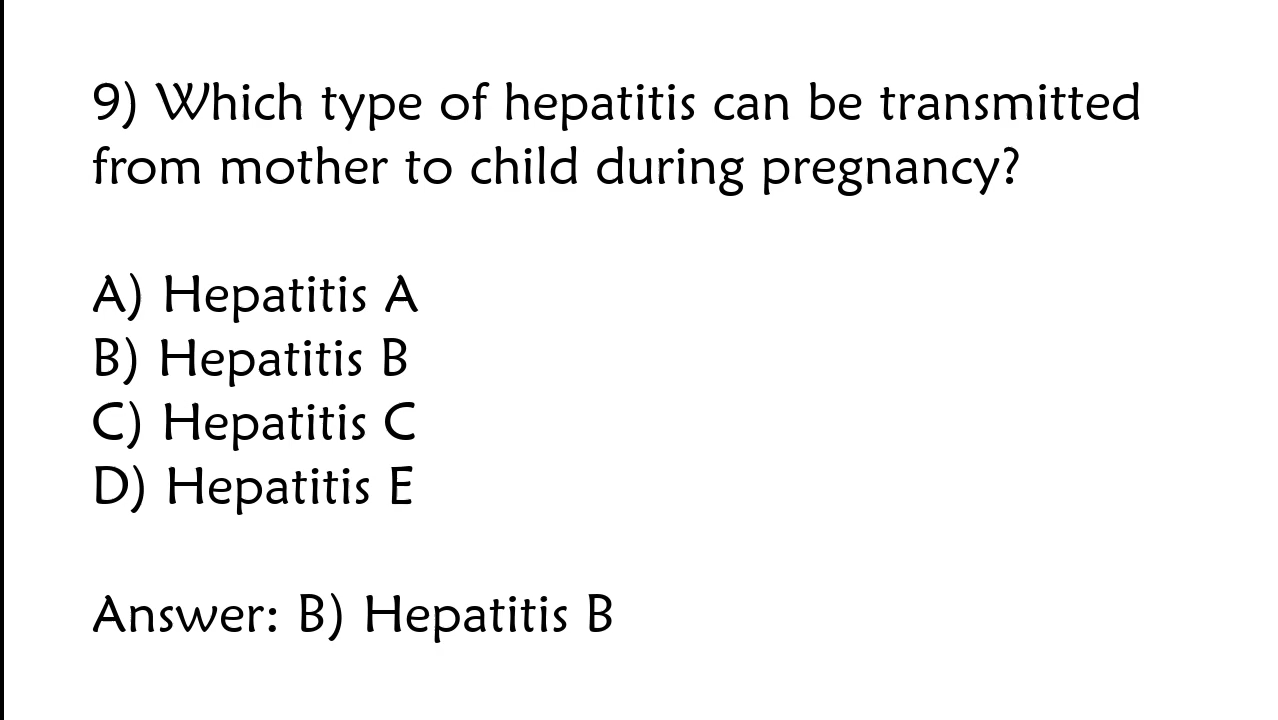 9) Which type of hepatitis can be transmitted
from mother to child during pregnancy?
A) Hepatitis A
B) Hepatitis B
C) Hepatitis C
D) Hepatitis E
Answer: B) Hepatitis B